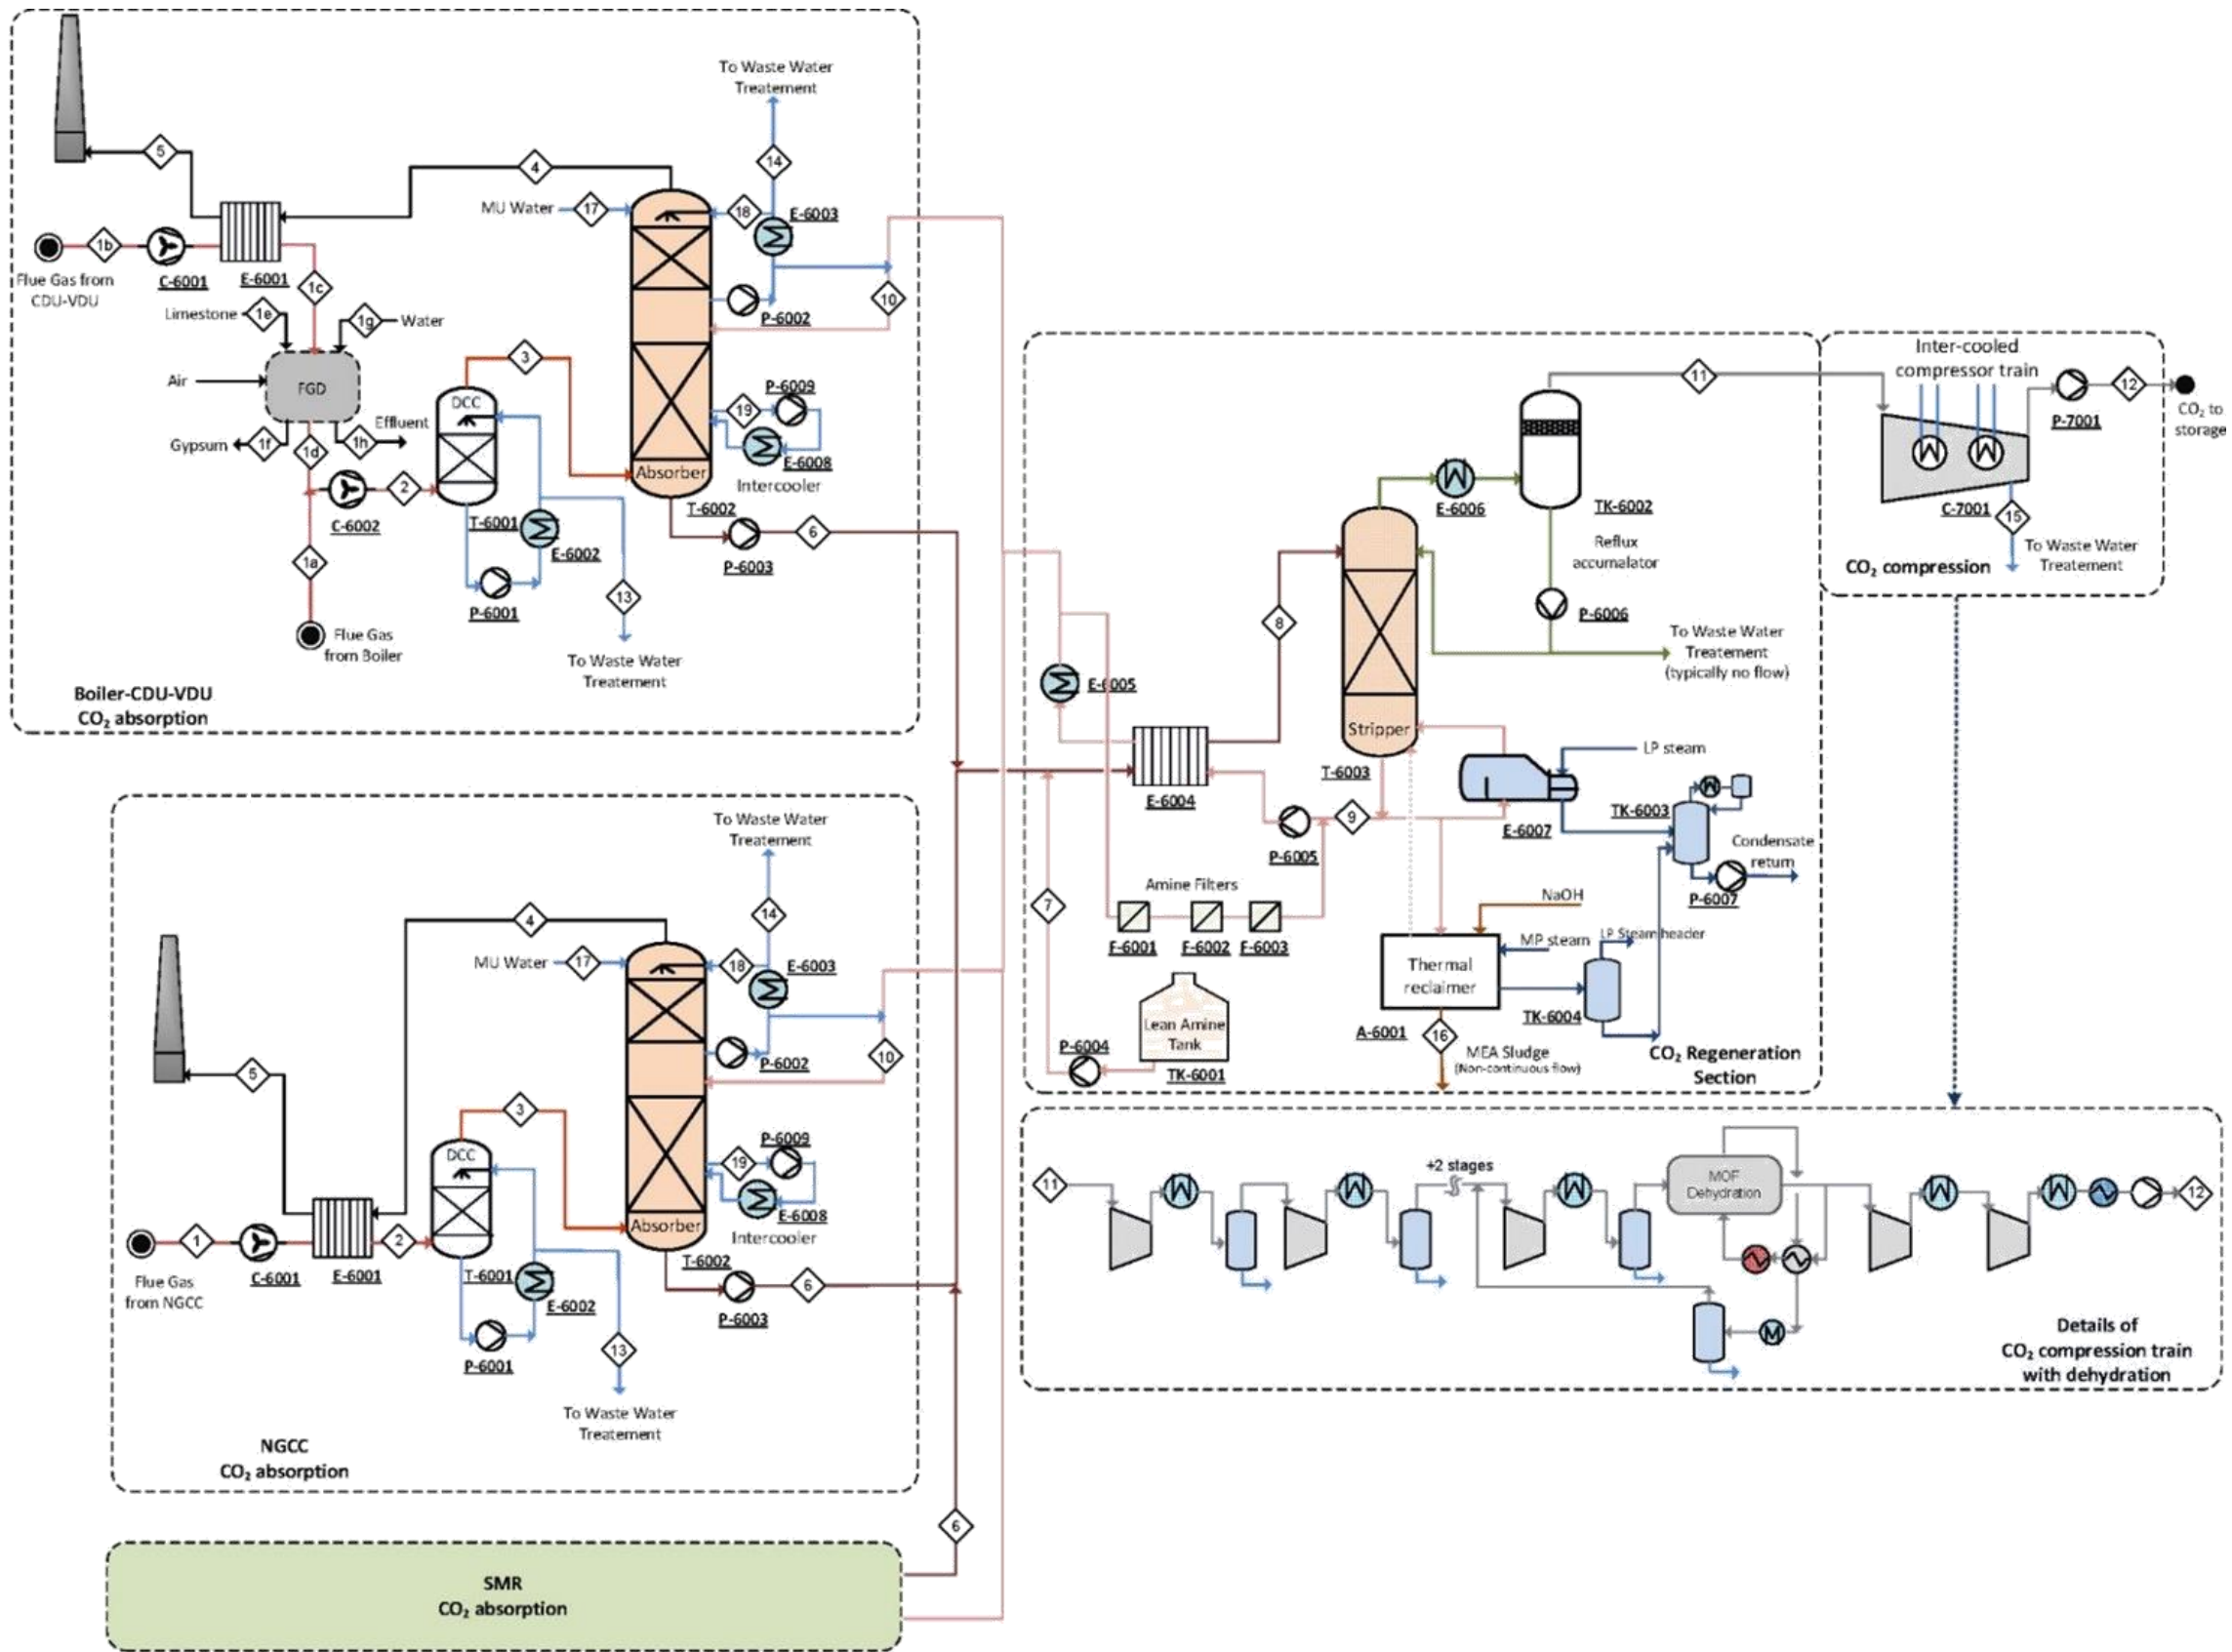 To Waste Water
Treatement
5
4
14
MU Water
17
18
E-6003
1b
Flue Gas from
CDU-VDU
C-6001
E-6001
1c
10
P-6002
Limestone
1e
1g
Water
Air
FGD
3
DCC
P-6009
19
E-6008
Intercooler
Effluent
Gypsum
1f
1d
1h
Absorber
2
C-6002
T-6001
E-6002
T-6002
P-6003
6
1a
P-6001
13
Flue Gas
from Boiler
To Waste Water
Treatement
Boiler-CDU-VDU
CO₂ absorption
To Waste Water
Treatement
4
14
MU Water
17
18
E-6003
5
10
P-6002
3
DCC
P-6009
19
E-6008
Intercooler
Absorber
1
2
Flue Gas
from NGCC
C-6001
E-6001
T-6001
E-6002
T-6002
P-6003
6
P-6001
13
To Waste Water
Treatement
NGCC
CO₂ absorption
6
SMR
CO₂ absorption
11
E-6006
TK-6002
Reflux
accumalator
8
P-6006
To Waste Water
Treatement
(typically no flow)
E-6005
Stripper
T-6003
LP steam
E-6004
9
P-6005
E-6007
TK-6003
Condensate
return
P-6007
7
Amine Filters
F-6001
F-6002
F-6003
NaOH
MP steam
LP Steam header
Thermal
reclaimer
TK-6004
A-6001
16
MEA Sludge
(Non-continuous flow)
Lean Amine
Tank
P-6004
TK-6001
CO₂ Regeneration
Section
Inter-cooled
compressor train
12
P-7001
CO₂ to
storage
C-7001
15
To Waste Water
Treatement
CO₂ compression
11
+2 stages
MOF
Dehydration
12
Details of
CO₂ compression train
with dehydration